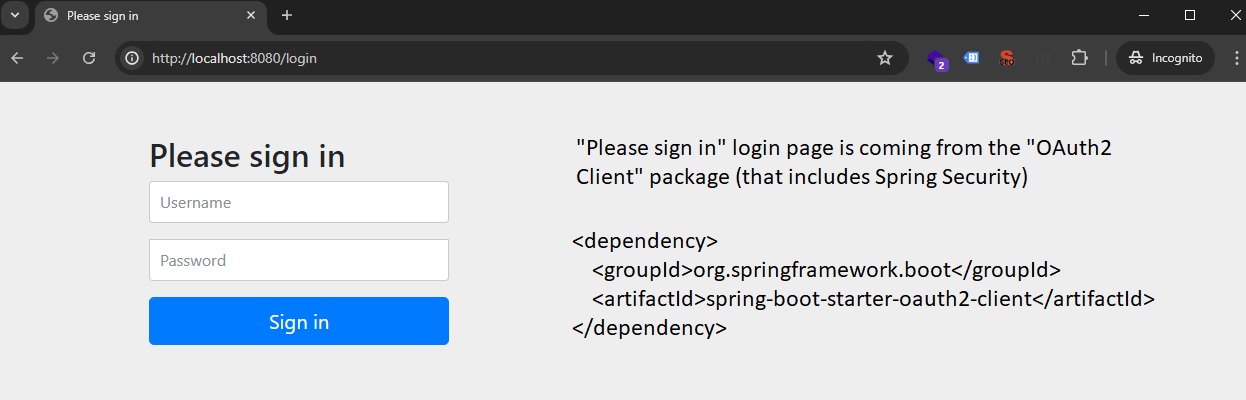 Please sign in
http://localhost:8080/login
2
SEO
Incognito
Please sign in
Username
Password
Sign in
"Please sign in" login page is coming from the "OAuth2
Client" package (that includes Spring Security)
<dependency>
<groupId>org.springframework.boot</groupId>
<artifactId>spring-boot-starter-oauth2-client</artifactId>
</dependency>